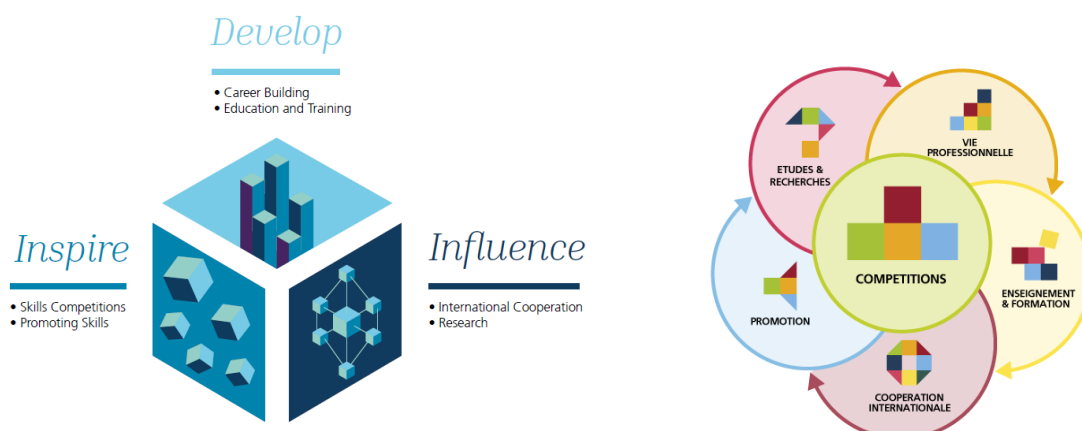 Develop
• Career Building
• Education and Training
Inspire
• Skills Competitions
• Promoting Skills
Influence
• International Cooperation
• Research
ETUDES &
RECHERCHES
VIE
PROFESSIONNELLE
COMPETITIONS
ENSEIGNEMENT
& FORMATION
PROMOTION
COOPERATION
INTERNATIONALE